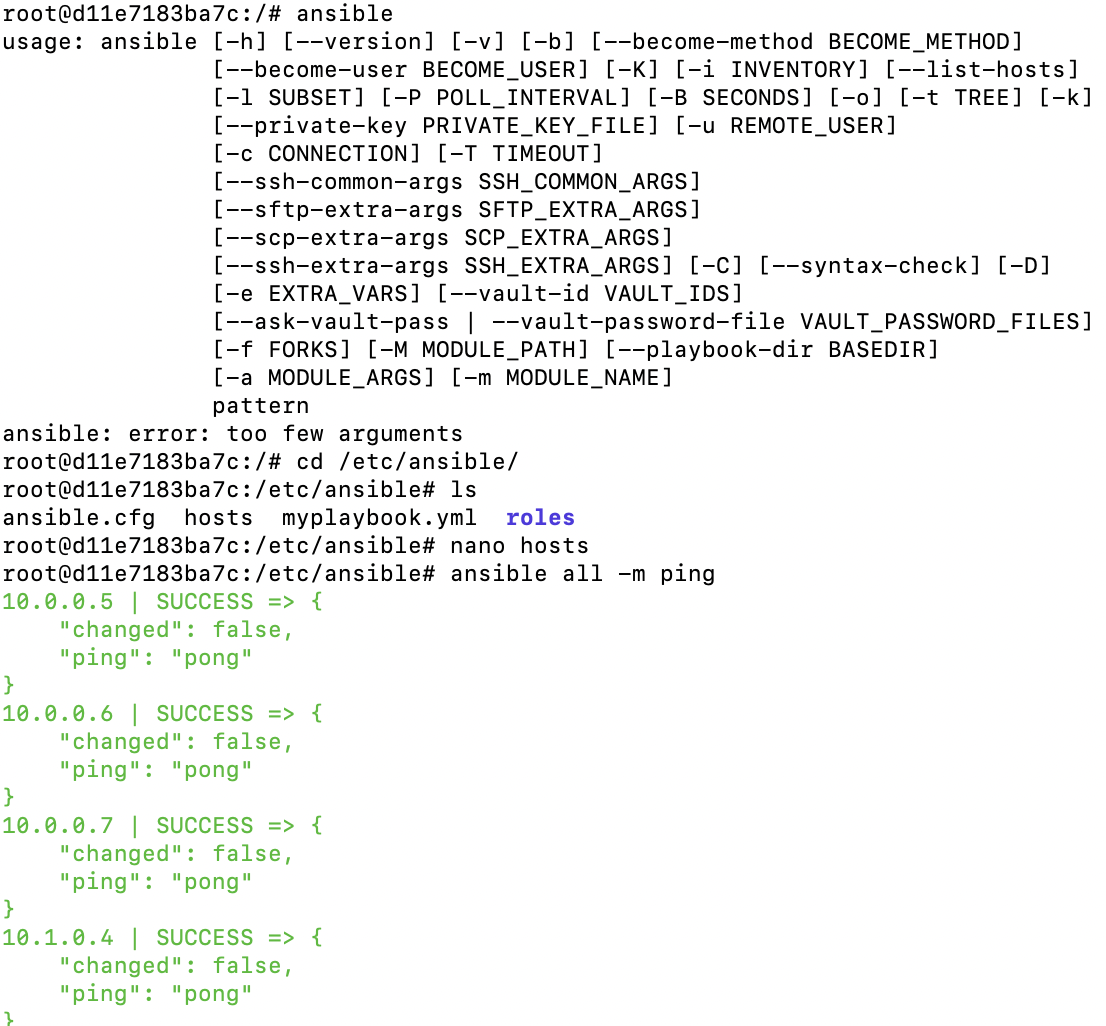 root@d11e7183ba7c:/# ansible
usage: ansible [-h] [--version] [-v] [-b] [--become-method BECOME_METHOD]
               [--become-user BECOME_USER] [-K] [-i INVENTORY] [--list-hosts]
               [-l SUBSET] [-P POLL_INTERVAL] [-B SECONDS] [-o] [-t TREE] [-k]
               [--private-key PRIVATE_KEY_FILE] [-u REMOTE_USER]
               [-c CONNECTION] [-T TIMEOUT]
               [--ssh-common-args SSH_COMMON_ARGS]
               [--sftp-extra-args SFTP_EXTRA_ARGS]
               [--scp-extra-args SCP_EXTRA_ARGS]
               [--ssh-extra-args SSH_EXTRA_ARGS] [-C] [--syntax-check] [-D]
               [-e EXTRA_VARS] [--vault-id VAULT_IDS]
               [--ask-vault-pass | --vault-password-file VAULT_PASSWORD_FILES]
               [-f FORKS] [-M MODULE_PATH] [--playbook-dir BASEDIR]
               [-a MODULE_ARGS] [-m MODULE_NAME]
               pattern
ansible: error: too few arguments
root@d11e7183ba7c:/# cd /etc/ansible/
root@d11e7183ba7c:/etc/ansible# ls
ansible.cfg  hosts  myplaybook.yml  roles
root@d11e7183ba7c:/etc/ansible# nano hosts
root@d11e7183ba7c:/etc/ansible# ansible all -m ping
10.0.0.5 | SUCCESS => {
    "changed": false,
    "ping": "pong"
}
10.0.0.6 | SUCCESS => {
    "changed": false,
    "ping": "pong"
}
10.0.0.7 | SUCCESS => {
    "changed": false,
    "ping": "pong"
}
10.1.0.4 | SUCCESS => {
    "changed": false,
    "ping": "pong"
}